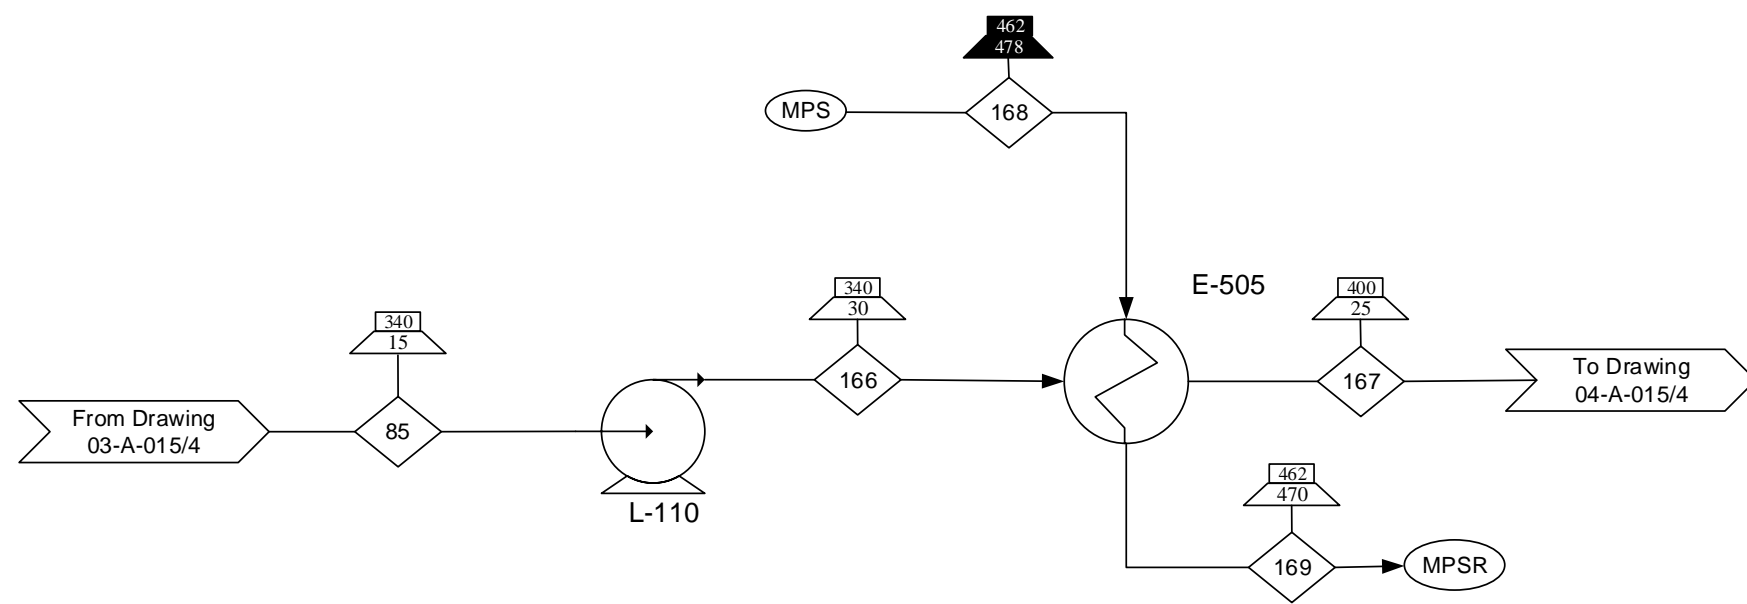 462
478
MPS
168
E-505
340
30
400
25
340
15
166
167
To Drawing
04-A-015/4
From Drawing
03-A-015/4
85
L-110
462
470
169
MPSR